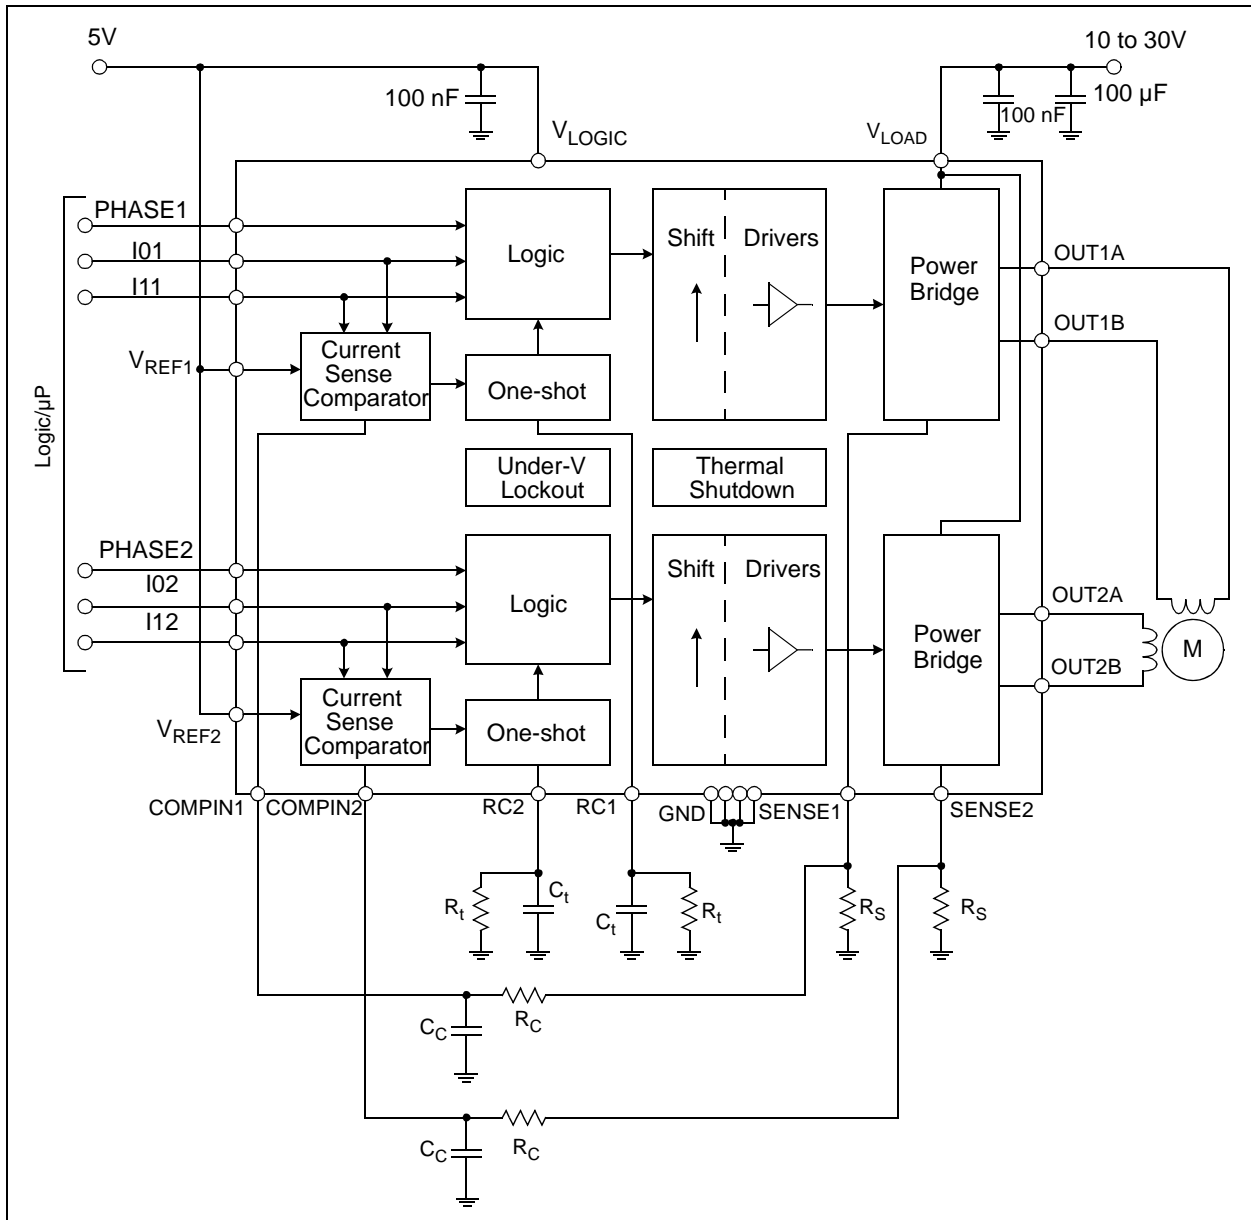 5V
10 to 30V
100 nF
100 nF
100 µF
VLOGIC
VLOAD
Logic/µP
PHASE1
I01
I11
VREF1
Logic
Shift
Drivers
Power
Bridge
OUT1A
OUT1B
Current
Sense
Comparator
One-shot
Under-V
Lockout
Thermal
Shutdown
PHASE2
I02
I12
VREF2
Logic
Shift
Drivers
Power
Bridge
OUT2A
OUT2B
M
Current
Sense
Comparator
One-shot
COMPIN1
COMPIN2
RC2
RC1
GND
SENSE1
SENSE2
Rt
Ct
Ct
Rt
RS
RS
CC
RC
CC
RC